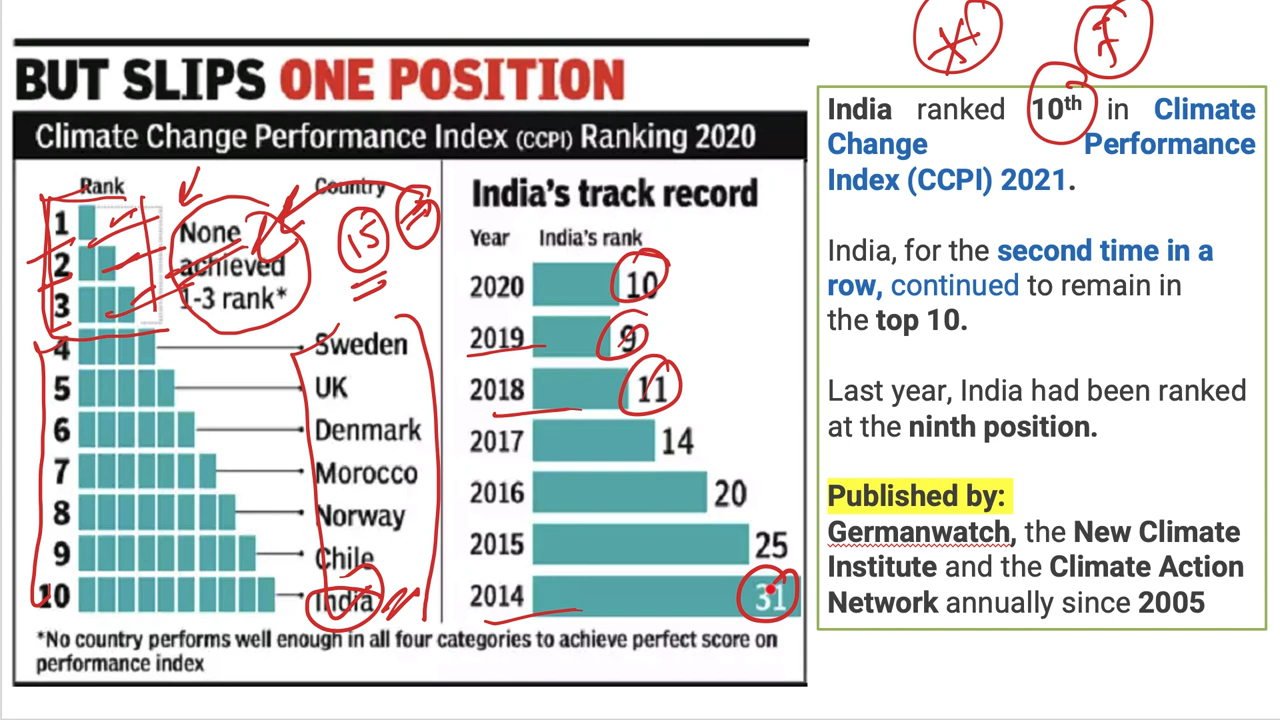 BUT SLIPS ONE POSITION
Climate Change Performance Index (CCPI) Ranking 2020
Rank Country
1
2
3
None
achieved
1-3 rank*
15
4 Sweden
5 UK
6 Denmark
7 Morocco
8 Norway
9 Chile
10 India
India's track record
Year India's rank
2020 10
2019 9
2018 11
2017 14
2016 20
2015 25
2014 31
*No country performs well enough in all four categories to achieve perfect score on
performance index
India ranked 10th in Climate
Change Performance
Index (CCPI) 2021.
India, for the second time in a
row, continued to remain in
the top 10.
Last year, India had been ranked
at the ninth position.
Published by:
Germanwatch, the New Climate
Institute and the Climate Action
Network annually since 2005